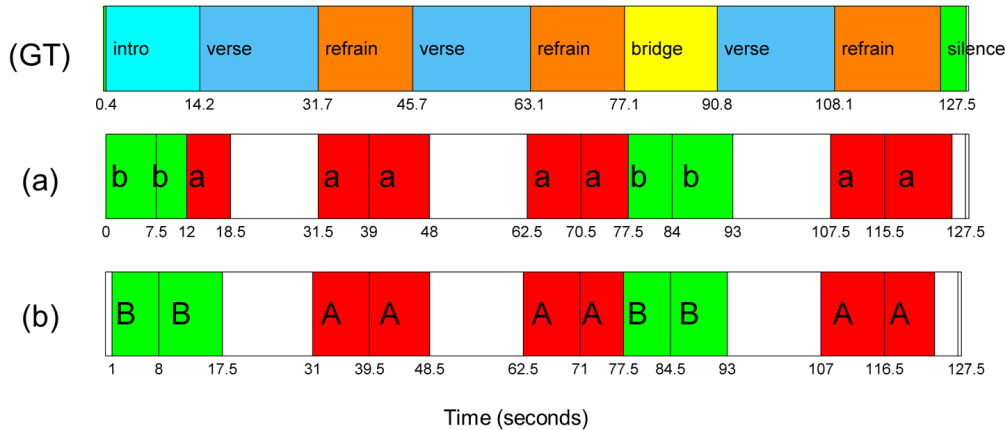 (GT) intro verse refrain verse refrain bridge verse refrain silence
0.4 14.2 31.7 45.7 63.1 77.1 90.8 108.1 127.5
(a) b b a a a a a b b a a
0 7.5 12 18.5 31.5 39 48 62.5 70.5 77.5 84 93 107.5 115.5 127.5
(b) B B A A A A B B A A
1 8 17.5 31 39.5 48.5 62.5 71 77.5 84.5 93 107 116.5 127.5
Time (seconds)